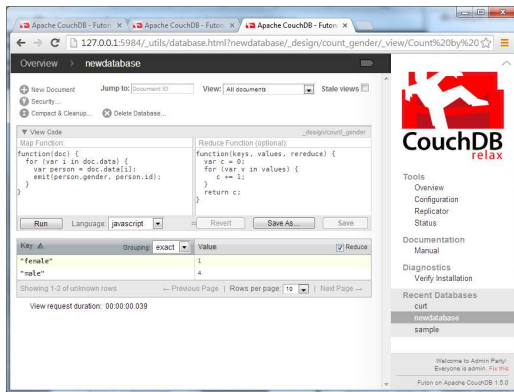 Apache CouchDB - Futon
Apache CouchDB - Futon
Apache CouchDB - Futon
127.0.0.1:5984/_utils/database.html?newdatabase/_design/count_gender/_view/Count%20by%20
Overview newdatabase
New Document
Security...
Compact & Cleanup...
Delete Database...
Jump to: Document ID
View: All documents
Stale views
View Code
_design/count_gender
Map Function:
function(doc) {
for (var i in doc.data) {
var person = doc.data[i];
emit(person.gender, person.id);
}
}
Reduce Function (optional):
function(keys, values, rereduce) {
var c = 0;
for (var v in values) {
c += 1;
}
return c;
}
Run Language: javascript Revert Save As... Save
Key Grouping: exact Value Reduce
"female" 1
"male" 4
Showing 1-2 of unknown rows ← Previous Page | Rows per page: 10 | Next Page →
View request duration: 00:00:00.039
CouchDB
relax
Tools
Overview
Configuration
Replicator
Status
Documentation
Manual
Diagnostics
Verify Installation
Recent Databases
curt
newdatabase
sample
Welcome to Admin Party!
Everyone is admin. Fix this
Futon on Apache CouchDB 1.5.0